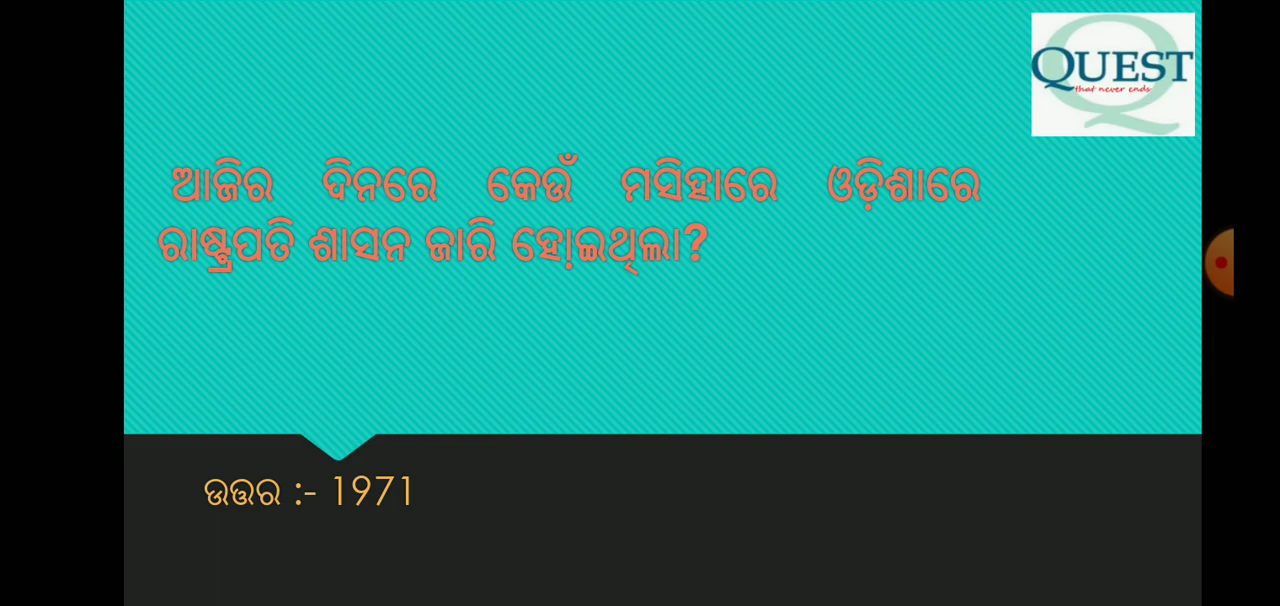 QUEST
that never ends
ଆଜିର ଦିନରେ କେଉଁ ମସିହାରେ ଓଡ଼ିଶାରେ
ରାଷ୍ଟ୍ରପତି ଶାସନ ଜାରି ହୋ଼ଇଥିଲା?
ଉତ୍ତର :- 1971